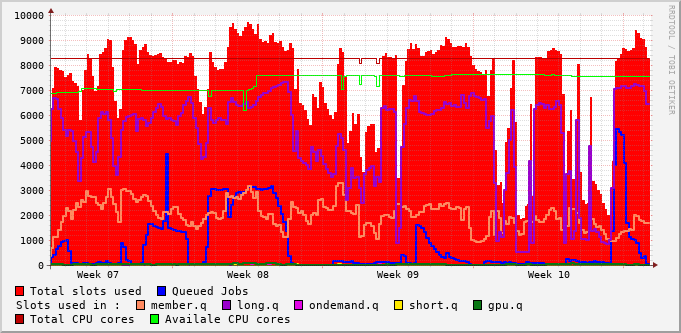 10000
9000
8000
7000
6000
5000
4000
3000
2000
1000
0
Week 07 Week 08 Week 09 Week 10
Total slots used Queued Jobs
Slots used in : member.q long.q ondemand.q short.q gpu.q
Total CPU cores Availale CPU cores
RRDTOOL / TOBI OETIKER